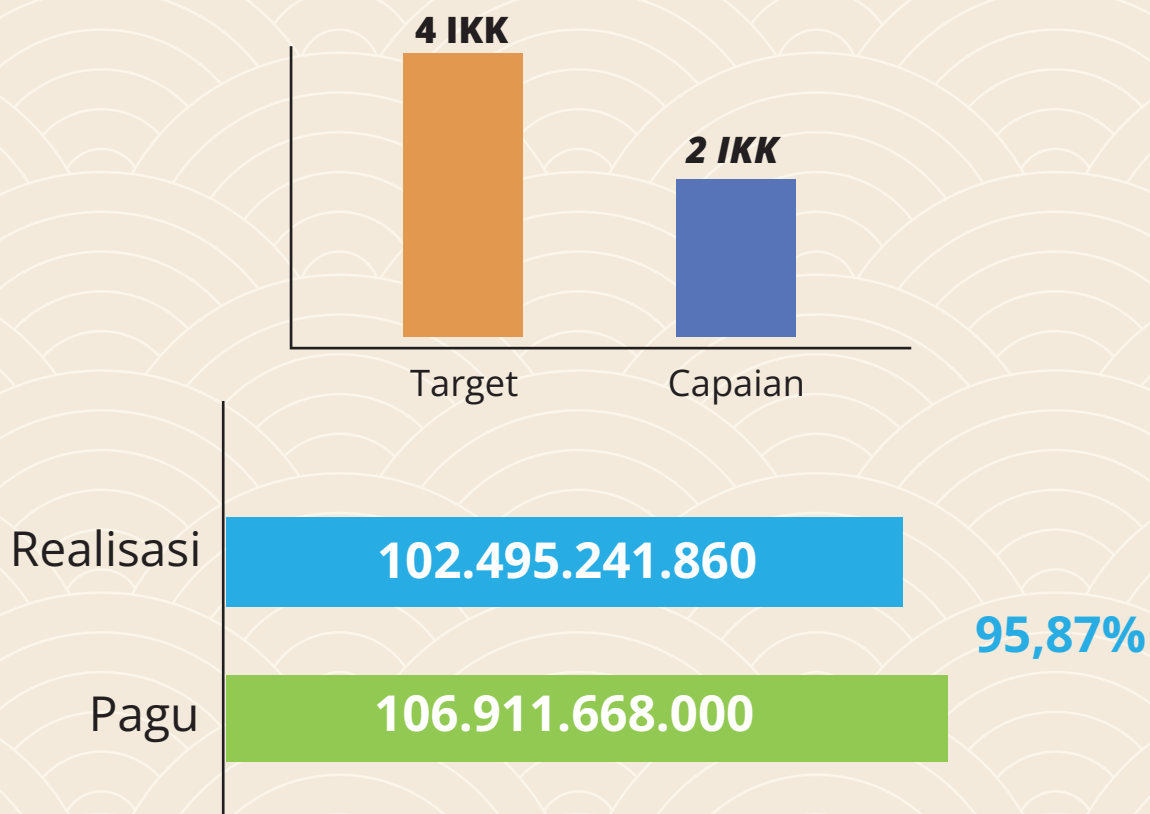 4 IKK
2 IKK
Target
Capaian
Realisasi
102.495.241.860
95,87%
Pagu
106.911.668.000